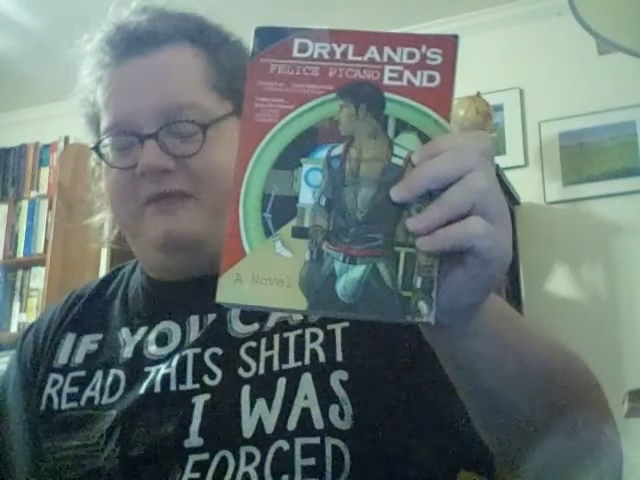 DRYLAND'S
FELICE PICANO END
A Novel
IF YOU CA
READ THIS SHIRT
I WAS
FORCED